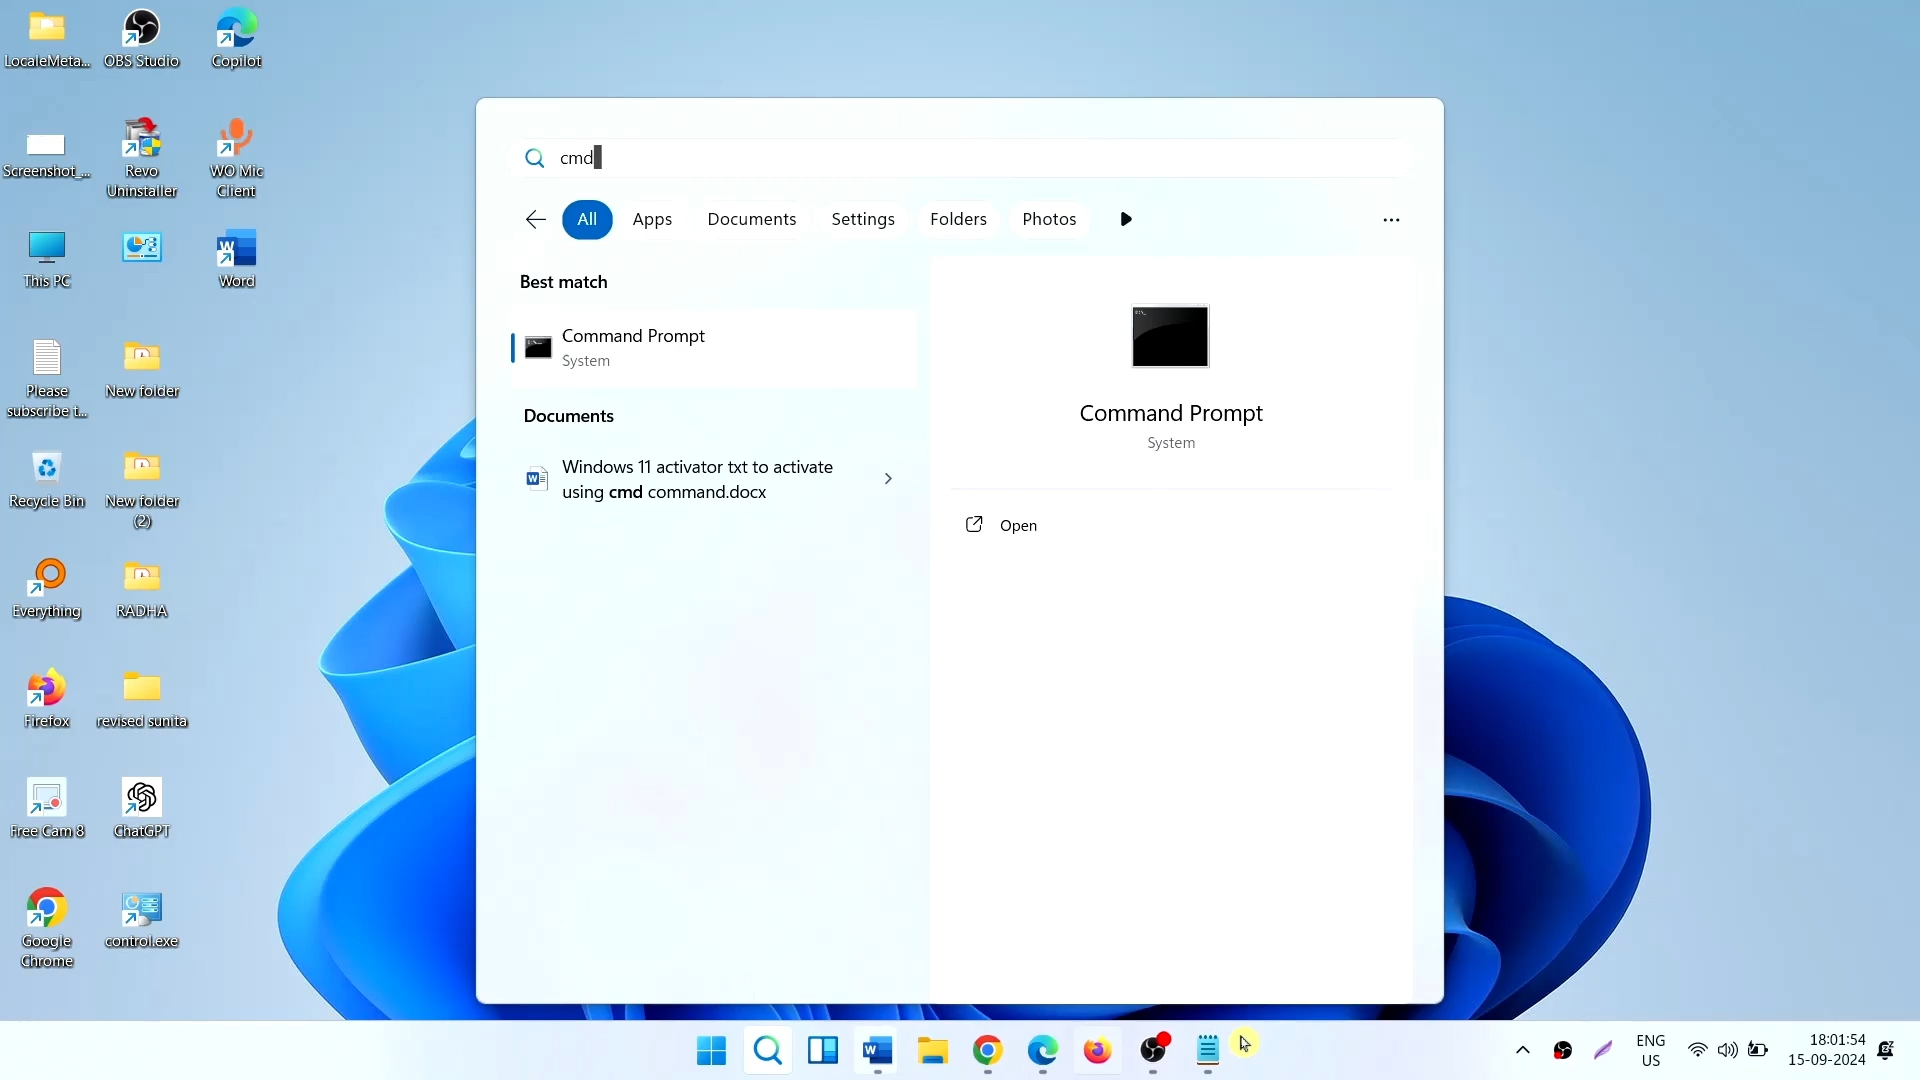 LocaleMeta...
OBS Studio
Copilot
Screenshot_...
Revo
Uninstaller
WO Mic
Client
This PC
Word
Please
subscribe t...
New folder
Recycle Bin
New folder
(2)
Everything
RADHA
Firefox
revised sunita
Free Cam 8
ChatGPT
Google
Chrome
control.exe
cmd
All
Apps
Documents
Settings
Folders
Photos
Best match
Command Prompt
System
Documents
Windows 11 activator txt to activate
using cmd command.docx
Command Prompt
System
Open
ENG
US
18:01:54
15-09-2024